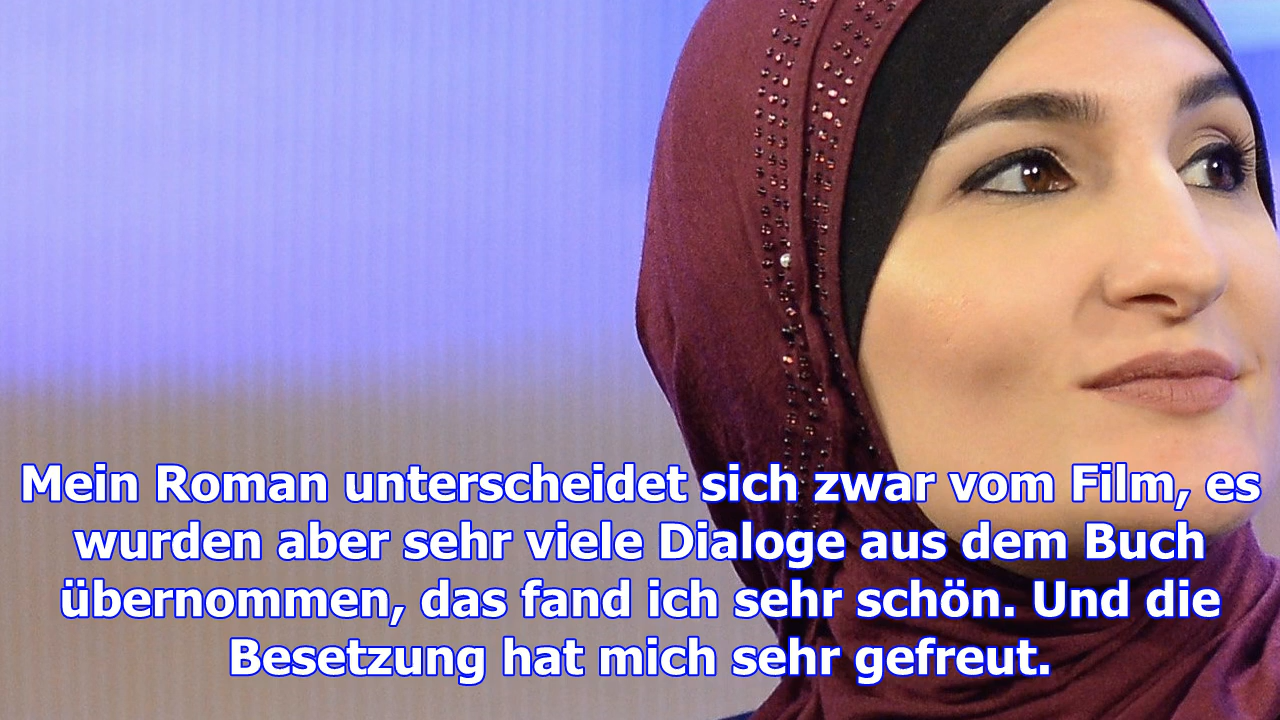 Mein Roman unterscheidet sich zwar vom Film, es
wurden aber sehr viele Dialoge aus dem Buch
übernommen, das fand ich sehr schön. Und die
Besetzung hat mich sehr gefreut.